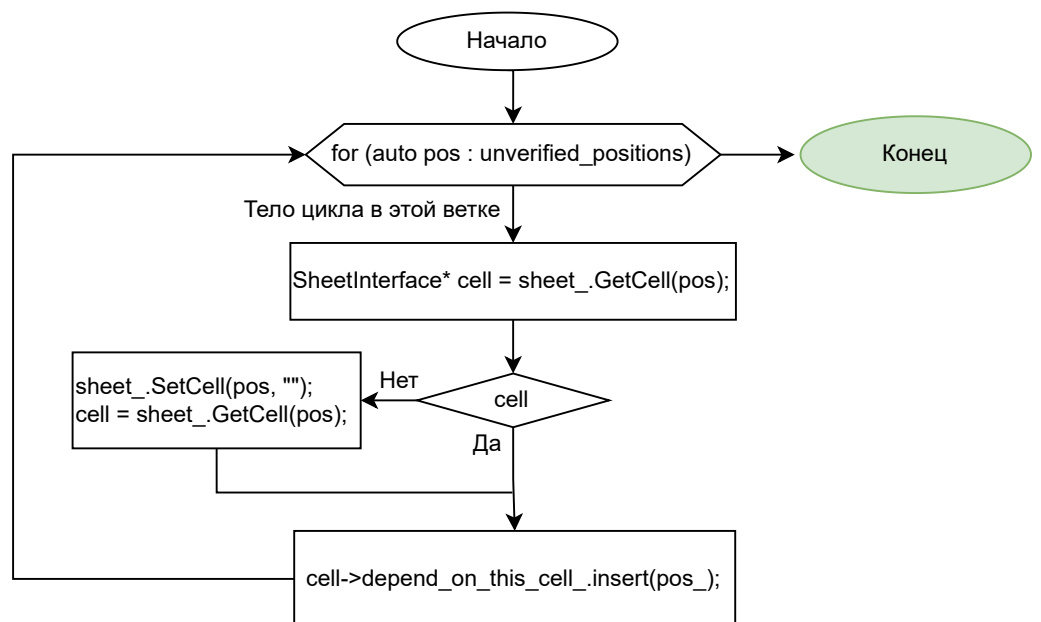 Начало
for (auto pos : unverified_positions)
Конец
Тело цикла в этой ветке
SheetInterface* cell = sheet_.GetCell(pos);
cell
Нет
sheet_.SetCell(pos, "");
cell = sheet_.GetCell(pos);
Да
cell->depend_on_this_cell_.insert(pos_);